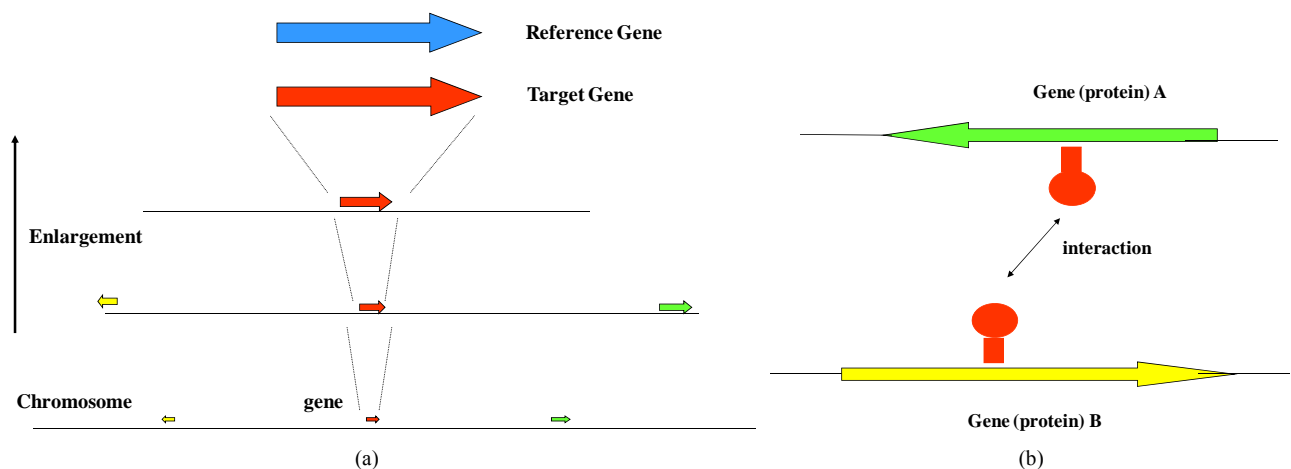 Reference Gene
Target Gene
Enlargement
Chromosome
gene
(a)
Gene (protein) A
interaction
Gene (protein) B
(b)